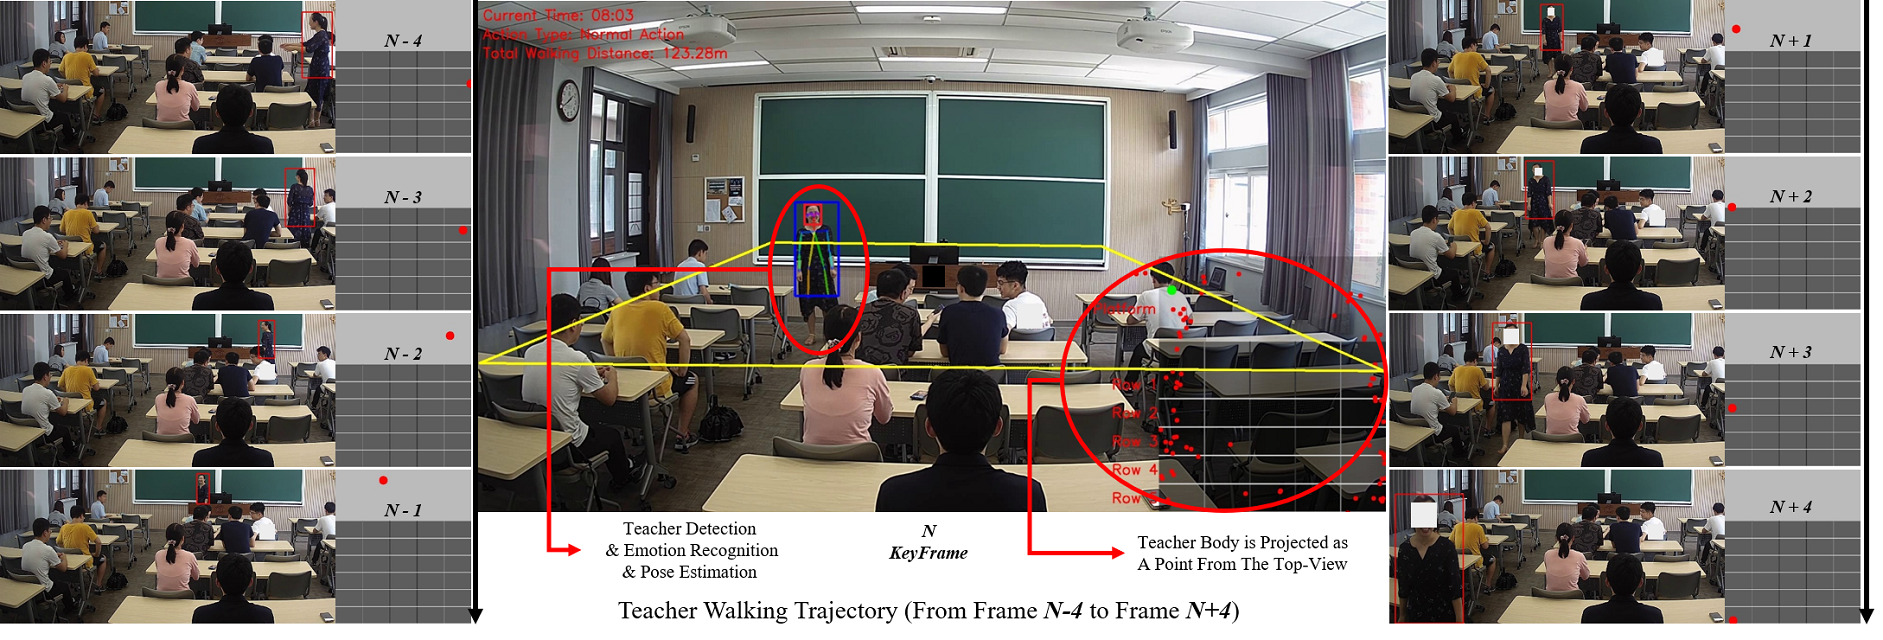 N - 4
N - 3
N - 2
N - 1
Current Time: 08:03
Action Type: Normal Action
Total Walking Distance: 123.28m
Platform
Row 1
Row 2
Row 3
Row 4
Row
Teacher Detection
& Emotion Recognition
& Pose Estimation
N
KeyFrame
Teacher Body is Projected as
A Point From The Top-View
Teacher Walking Trajectory (From Frame N-4 to Frame N+4)
N + 1
N + 2
N + 3
N + 4